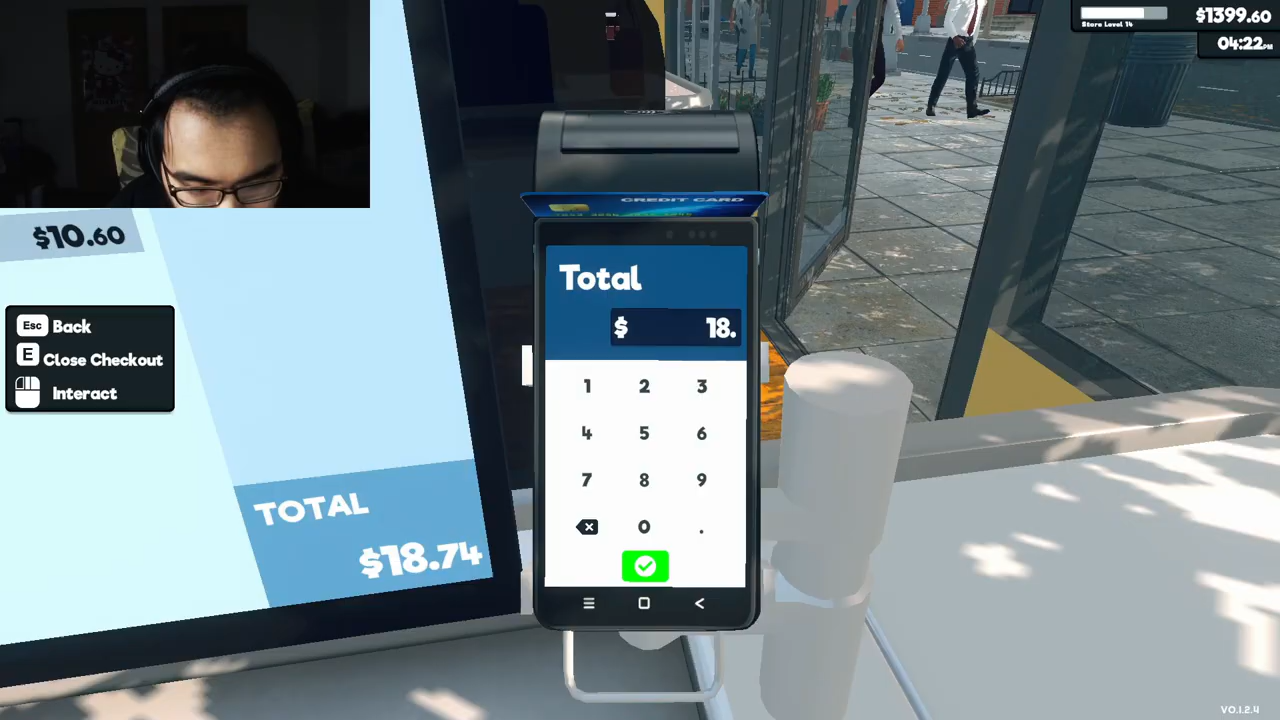 $1399.60
Store Level 14
04:22PM
$10.60
CREDIT CARD
Total
$ 18.
Esc Back
E Close Checkout
Interact
1 2 3
4 5 6
7 8 9
0 .
TOTAL
$18.74
V0.1.2.4